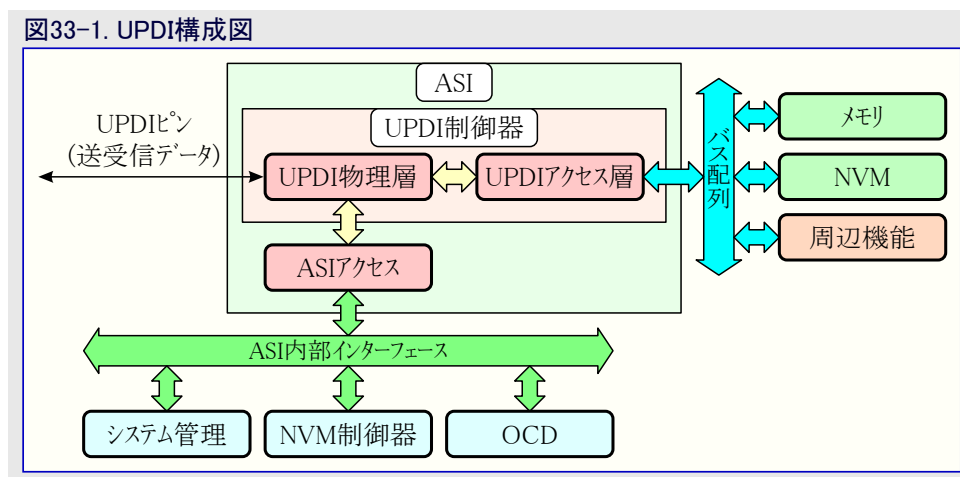 図33-1. UPDI構成図
ASI
UPDI制御器
UPDIピン
(送受信データ)
UPDI物理層
UPDIアクセス層
バス配列
メモリ
NVM
周辺機能
ASIアクセス
ASI内部インターフェース
システム管理
NVM制御器
OCD